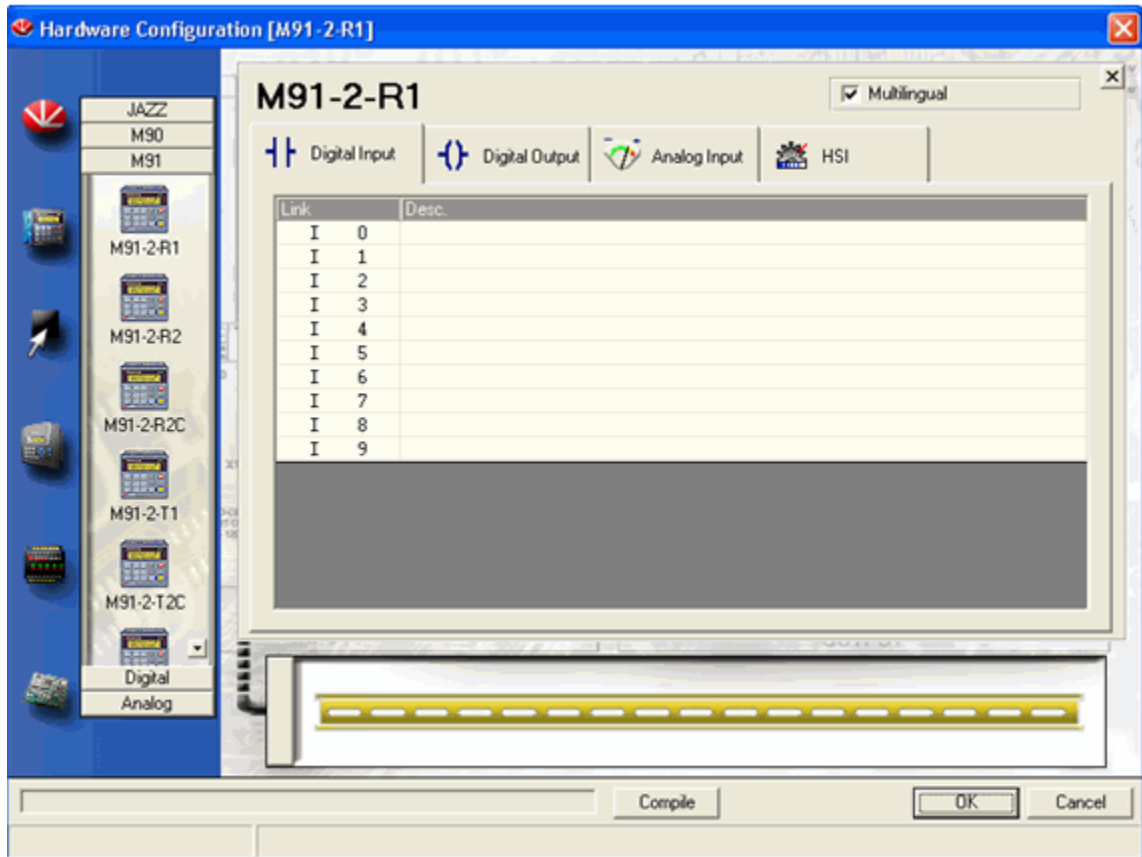 Hardware Configuration [M91-2-R1]
JAZZ
M90
M91
M91-2-R1
M91-2-R2
M91-2-R2C
M91-2-T1
M91-2-T2C
Digital
Analog
M91-2-R1
Multilingual
Digital Input
Digital Output
Analog Input
HSI
Link Desc.
I 0
I 1
I 2
I 3
I 4
I 5
I 6
I 7
I 8
I 9
Compile
OK
Cancel